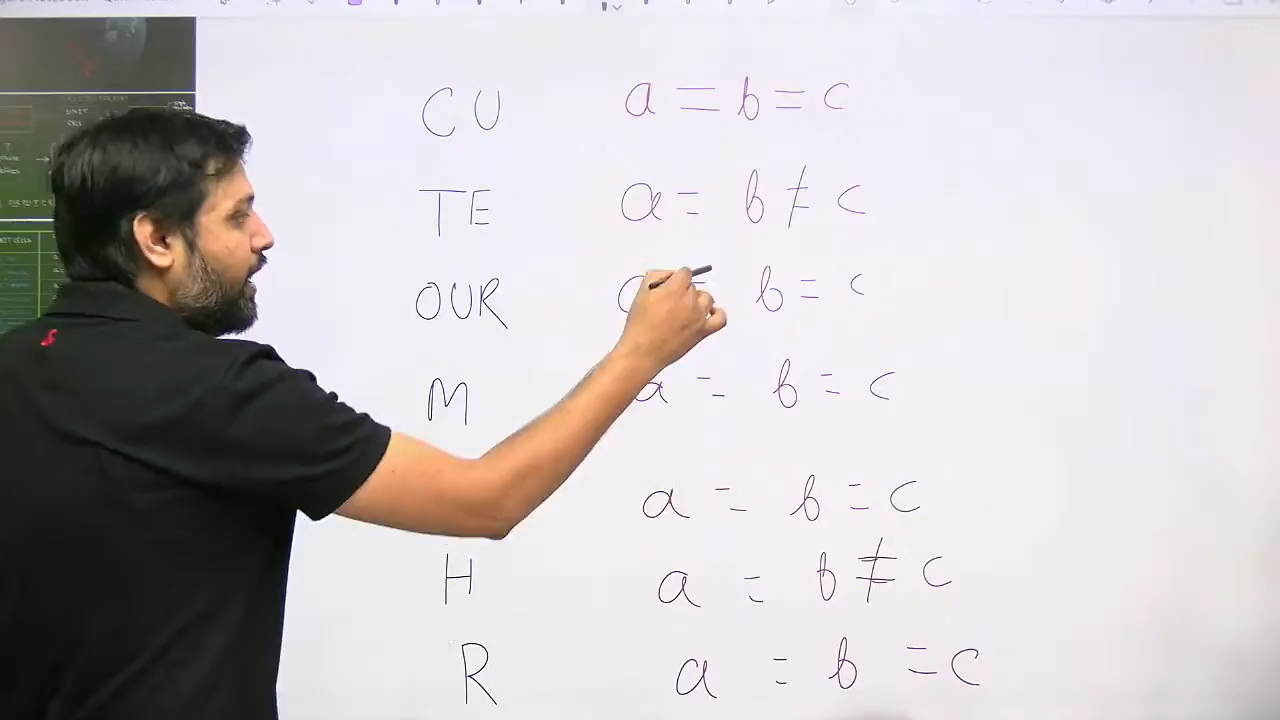 CU a = b = c
TE a = b ≠ c
OUR = b = c
M a = b = c
a = b = c
H a = b ≠ c
R a = b = c